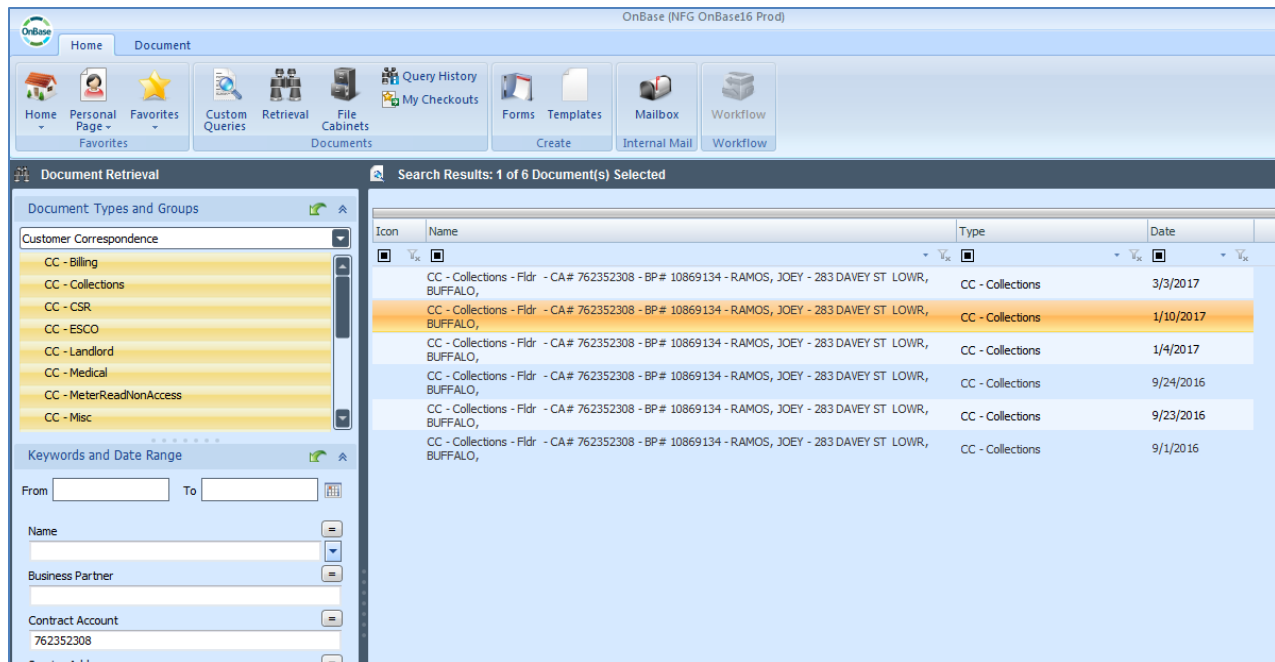 OnBase (NFG OnBase16 Prod)
OnBase
Home Document
Home Personal Page Favorites
Favorites
Custom Queries Retrieval File Cabinets
Query History
My Checkouts
Documents
Forms Templates
Create
Mailbox
Internal Mail
Workflow
Workflow
Document Retrieval
Document Types and Groups
Customer Correspondence
CC - Billing
CC - Collections
CC - CSR
CC - ESCO
CC - Landlord
CC - Medical
CC - MeterReadNonAccess
CC - Misc
Keywords and Date Range
From To
Name =
Business Partner =
Contract Account =
762352308
Search Results: 1 of 6 Document(s) Selected
Icon Name Type Date
CC - Collections - Fldr - CA# 762352308 - BP# 10869134 - RAMOS, JOEY - 283 DAVEY ST LOWR, CC - Collections 3/3/2017
BUFFALO,
CC - Collections - Fldr - CA# 762352308 - BP# 10869134 - RAMOS, JOEY - 283 DAVEY ST LOWR, CC - Collections 1/10/2017
BUFFALO,
CC - Collections - Fldr - CA# 762352308 - BP# 10869134 - RAMOS, JOEY - 283 DAVEY ST LOWR, CC - Collections 1/4/2017
BUFFALO,
CC - Collections - Fldr - CA# 762352308 - BP# 10869134 - RAMOS, JOEY - 283 DAVEY ST LOWR, CC - Collections 9/24/2016
BUFFALO,
CC - Collections - Fldr - CA# 762352308 - BP# 10869134 - RAMOS, JOEY - 283 DAVEY ST LOWR, CC - Collections 9/23/2016
BUFFALO,
CC - Collections - Fldr - CA# 762352308 - BP# 10869134 - RAMOS, JOEY - 283 DAVEY ST LOWR, CC - Collections 9/1/2016
BUFFALO,